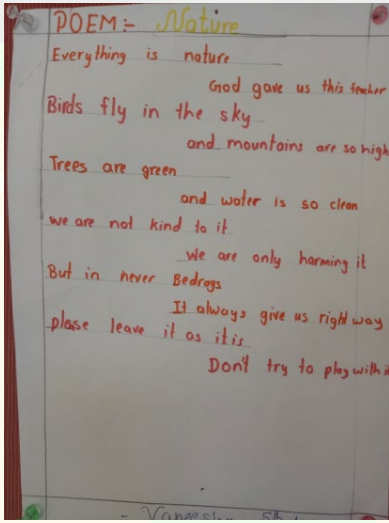 POEM:- Nature
Everything is nature
God gave us this teacher
Birds fly in the sky
and mountains are so high
Trees are green
and water is so clean
we are not kind to it
We are only harming it
But in never Bedrays
It always give us right way
please leave it as it is
Don't try to play with it